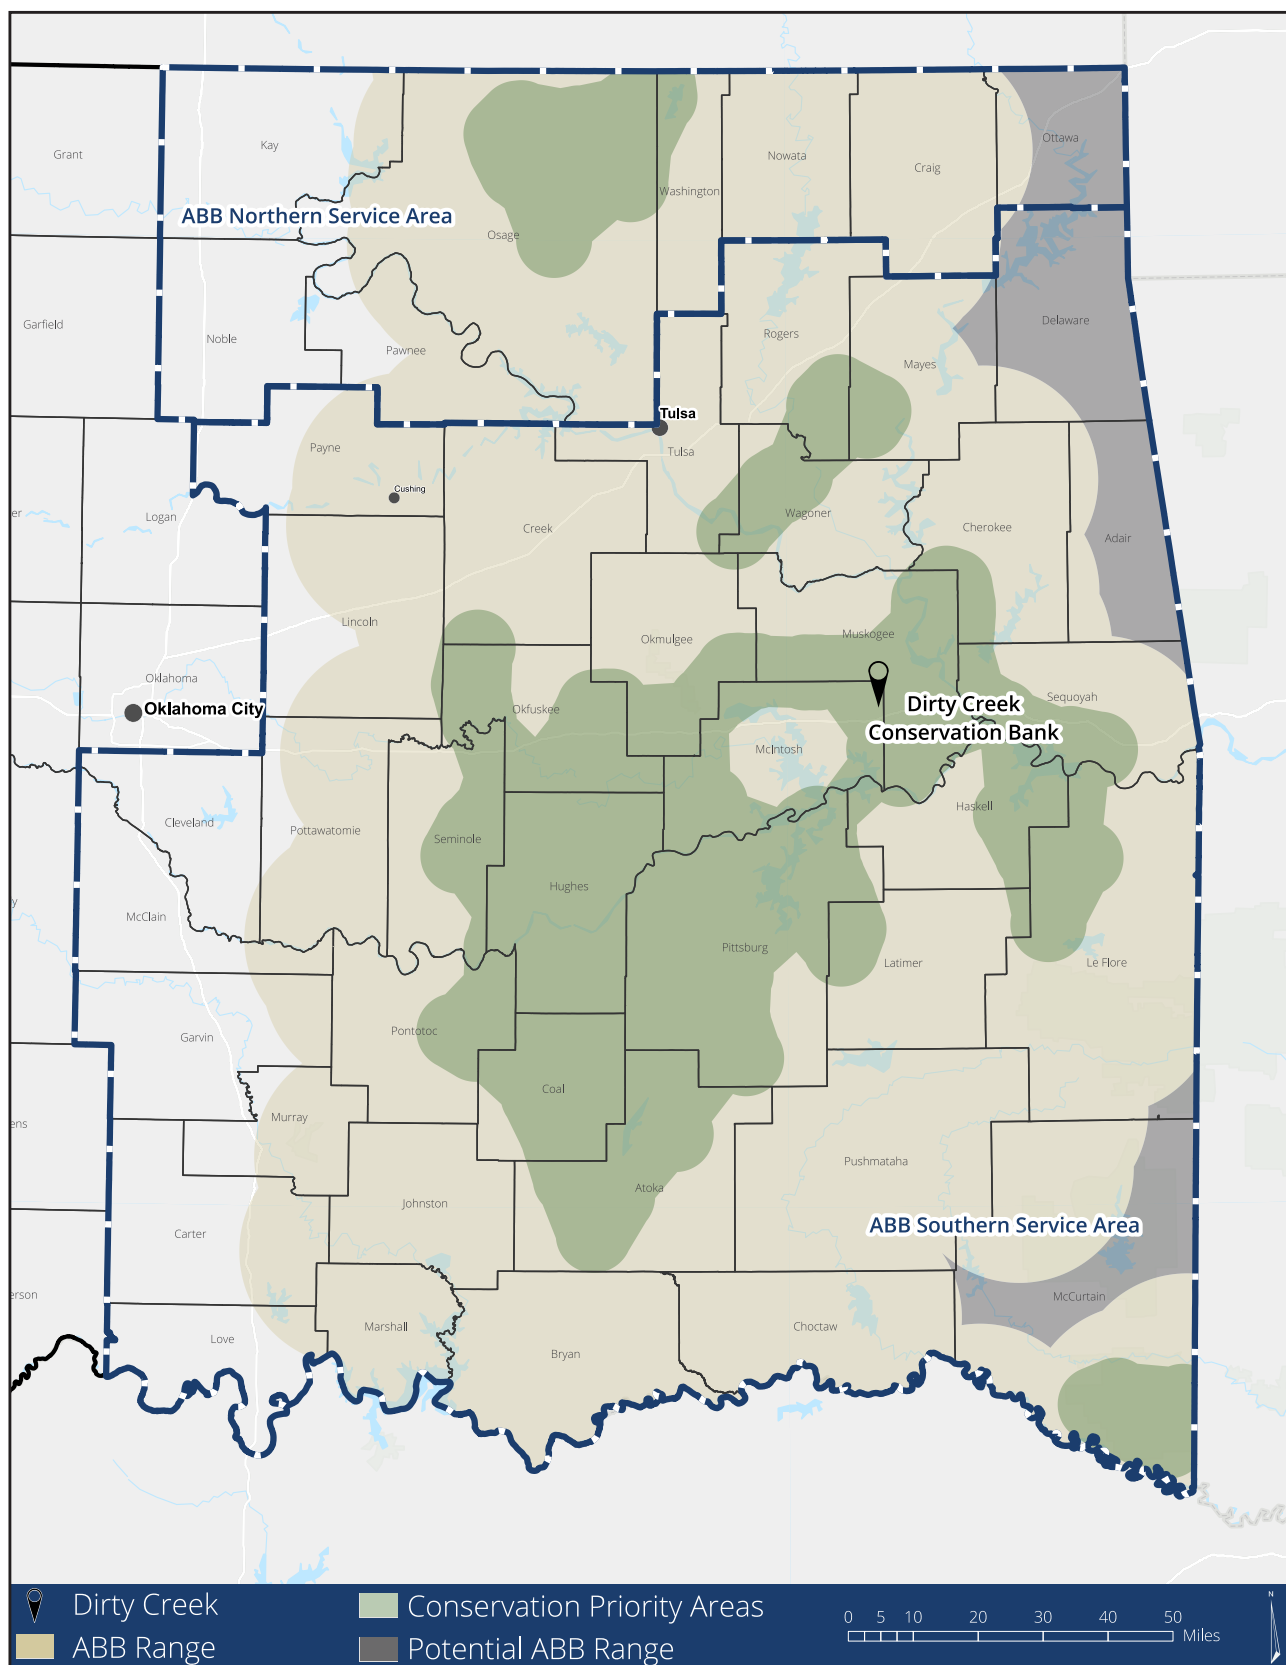 Grant
Kay
Ottawa
Nowata
Craig
Washington
ABB Northern Service Area
Osage
Garfield
Noble
Pawnee
Rogers
Delaware
Mayes
Tulsa
Payne
Tulsa
Cushing
er
Logan
Creek
Wagoner
Cherokee
Adair
Lincoln
Okmulgee
Muskogee
Oklahoma
Oklahoma City
Okfuskee
Dirty Creek
Conservation Bank
Sequoyah
McIntosh
Cleveland
Pottawatomie
Seminole
Haskell
Hughes
y
McClain
Pittsburg
Latimer
Le Flore
Garvin
Pontotoc
Coal
ens
Murray
Pushmataha
Johnston
Atoka
Carter
ABB Southern Service Area
erson
McCurtain
Love
Marshall
Bryan
Choctaw
Dirty Creek
Conservation Priority Areas
ABB Range
Potential ABB Range
0 5 10 20 30 40 50
Miles
N